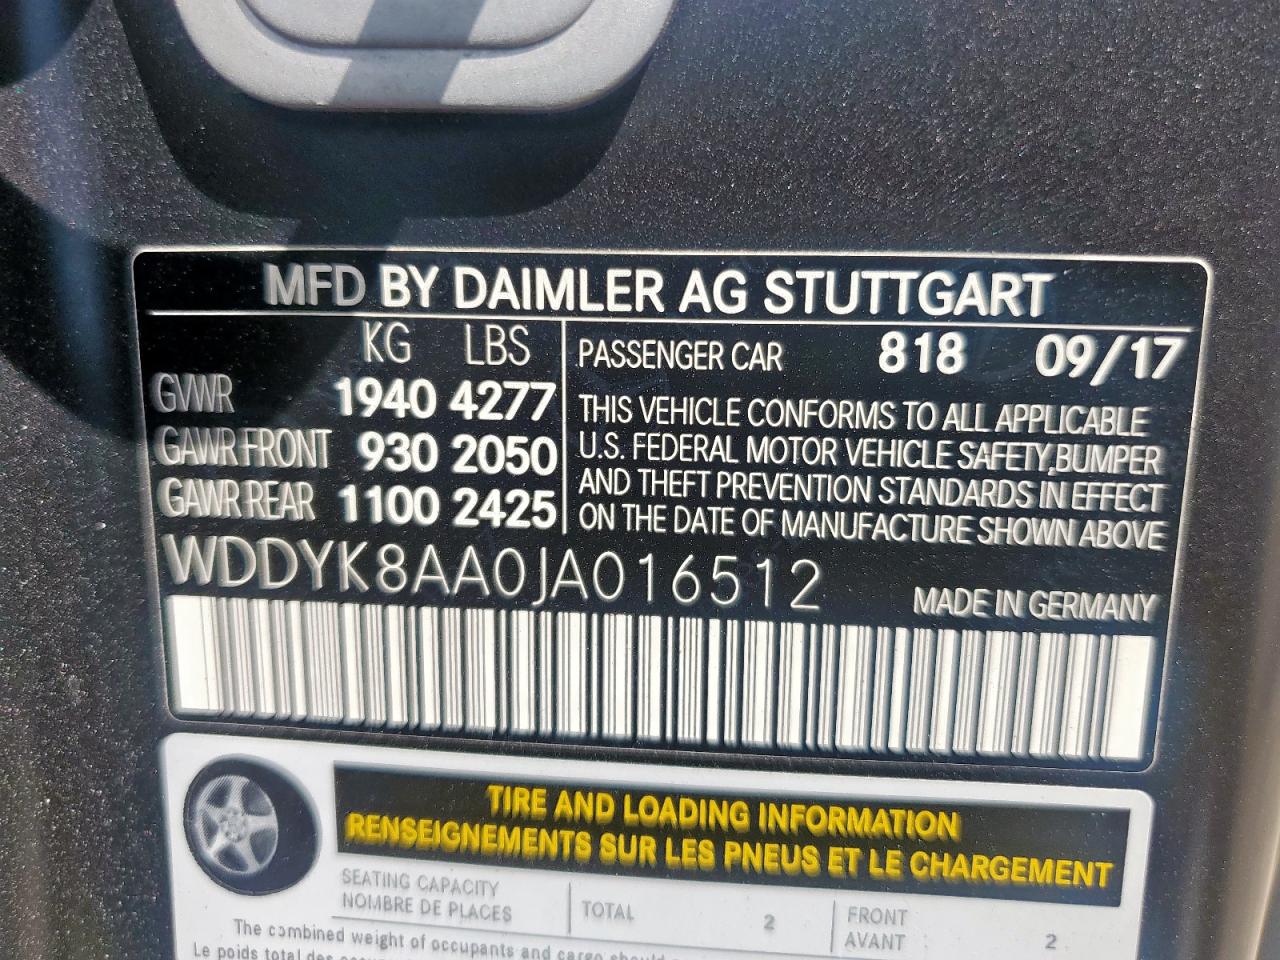 MFD BY DAIMLER AG STUTTGART
KG LBS
GVWR 1940 4277
GAWR FRONT 930 2050
GAWR REAR 1100 2425
PASSENGER CAR 818 09/17
THIS VEHICLE CONFORMS TO ALL APPLICABLE
U.S. FEDERAL MOTOR VEHICLE SAFETY,BUMPER
AND THEFT PREVENTION STANDARDS IN EFFECT
ON THE DATE OF MANUFACTURE SHOWN ABOVE
WDDYK8AA0JA016512
MADE IN GERMANY
TIRE AND LOADING INFORMATION
RENSEIGNEMENTS SUR LES PNEUS ET LE CHARGEMENT
SEATING CAPACITY
NOMBRE DE PLACES
TOTAL 2
FRONT
AVANT 2
The combined weight of occupants and cargo should
Le poids total des